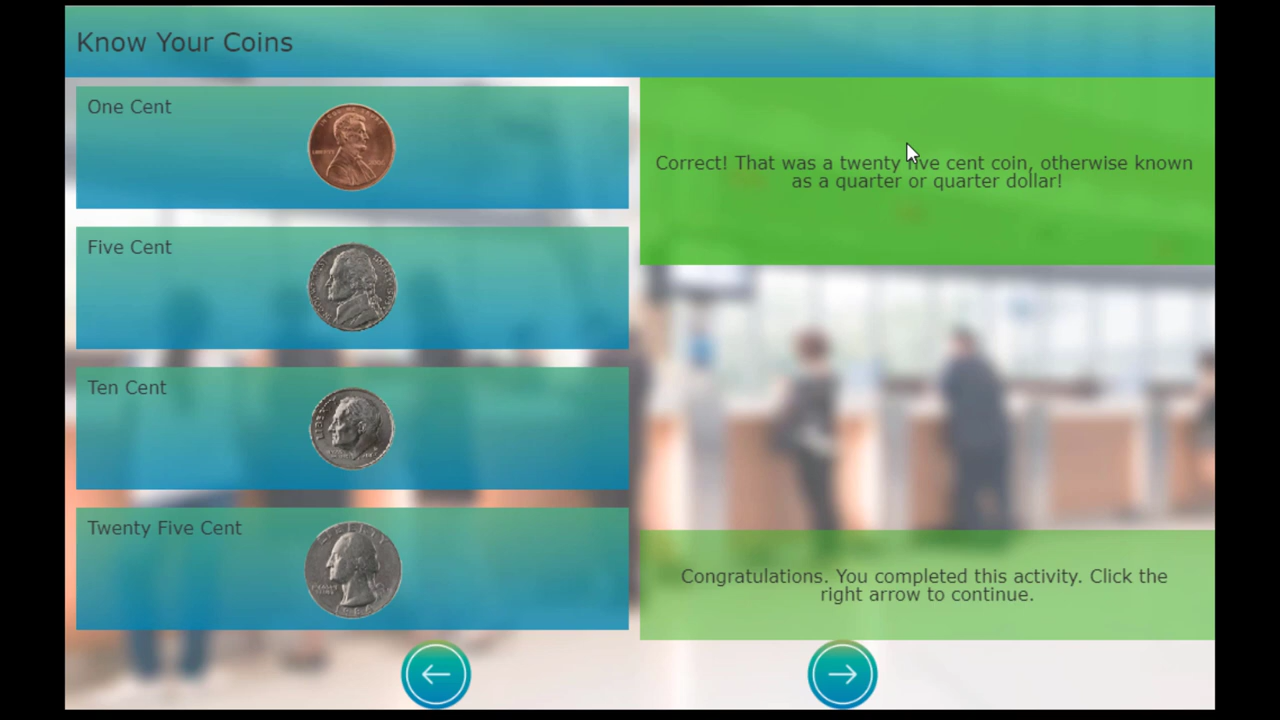 Know Your Coins
One Cent
Five Cent
Ten Cent
Twenty Five Cent
Correct! That was a twenty five cent coin, otherwise known
as a quarter or quarter dollar!
Congratulations. You completed this activity. Click the
right arrow to continue.